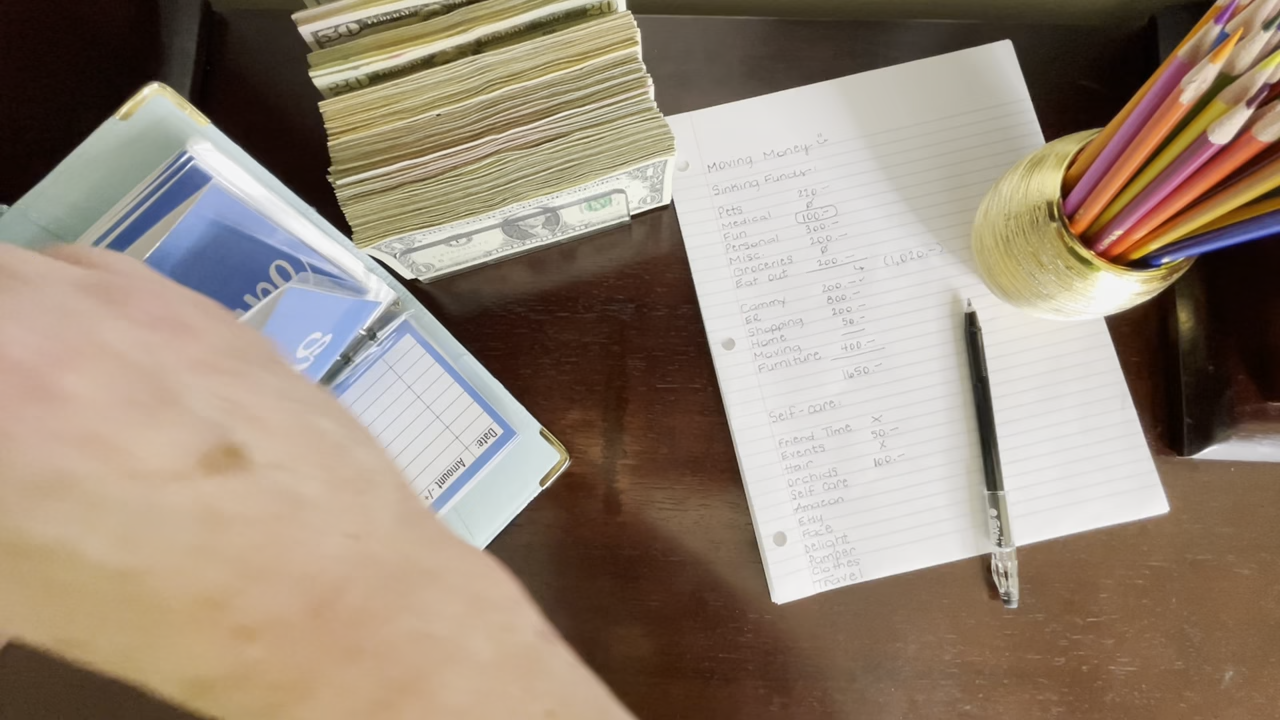 Moving Money
Sinking Funds:
Pets 220.-
Medical
Fun 100.-
Personal 300.-
Misc. 200.-
Groceries
Eat Out 200.-
(1,020.-)
Cammy 200.-
ER 800.-
Shopping 200.-
Home 50.-
Moving
Furniture 400.-
1650.-
Self-care:
Friend Time X
Events 50.-
Hair X
Orchids 100.-
Self Care
Amazon
Etsy
Face
Delight
Pamper
Clothes
Travel
Date:
Amount -/+